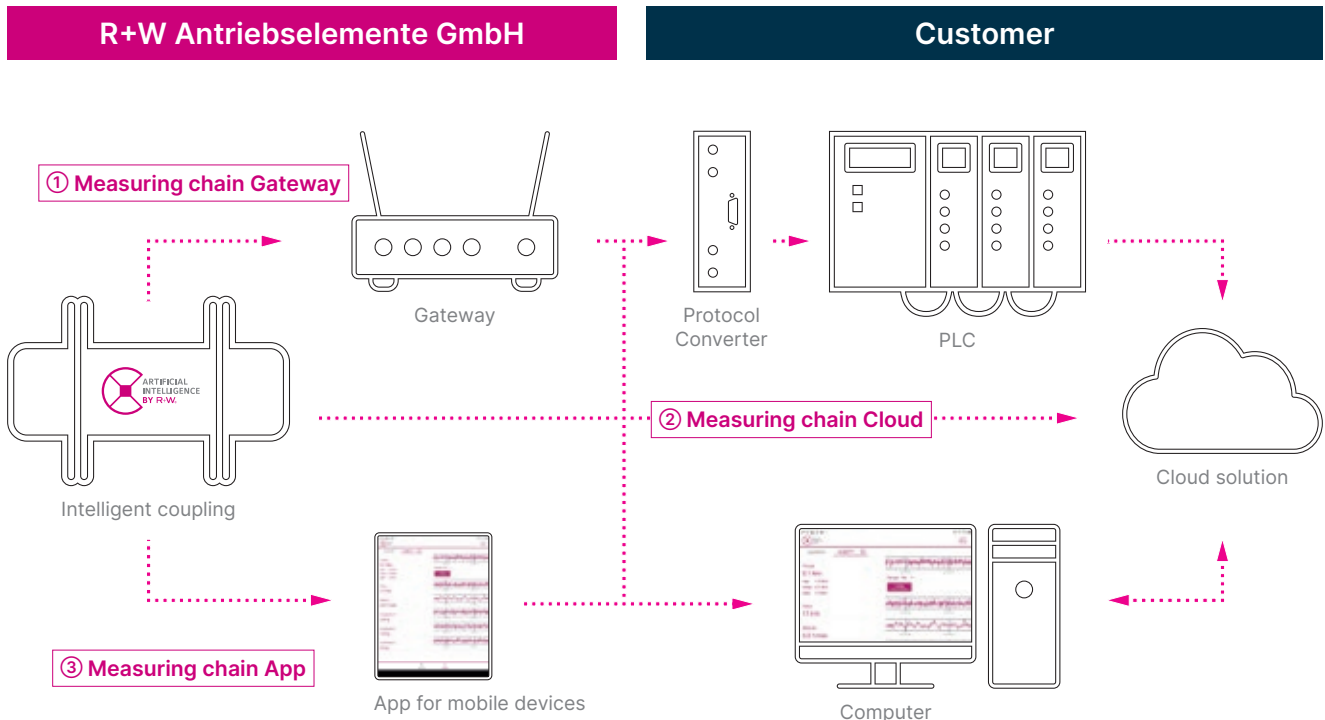 R+W Antriebselemente GmbH
Customer
① Measuring chain Gateway
Gateway
Protocol
Converter
PLC
ARTIFICIAL
INTELLIGENCE
BY R+W.
② Measuring chain Cloud
Cloud solution
Intelligent coupling
③ Measuring chain App
App for mobile devices
Computer